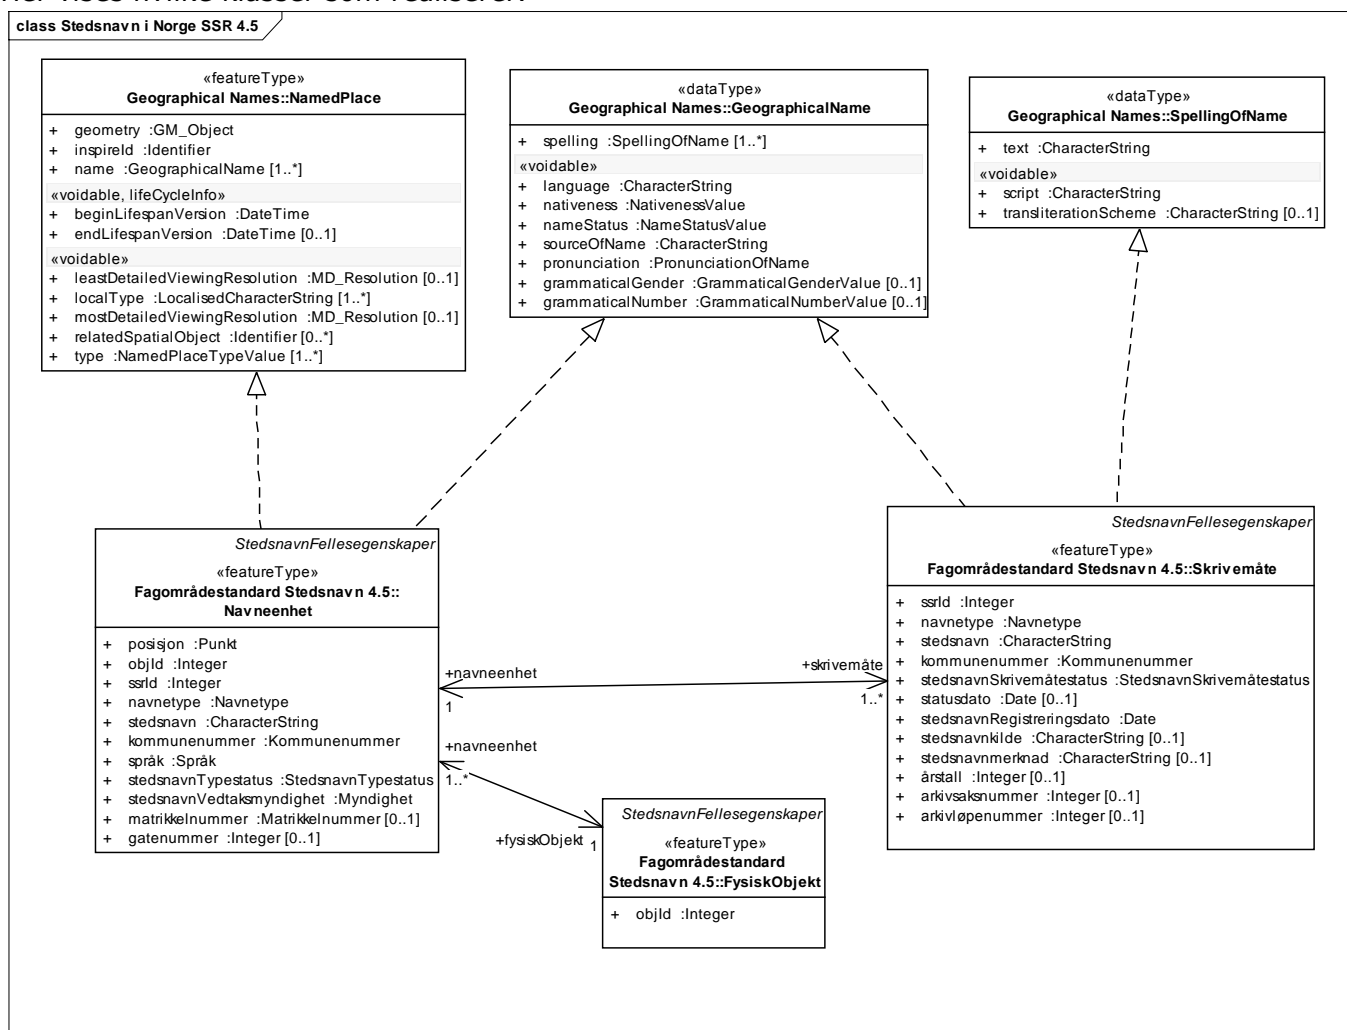 class Stedsnavn i Norge SSR 4.5
«featureType»
Geographical Names::NamedPlace
+ geometry :GM_Object
+ inspireId :Identifier
+ name :GeographicalName [1..*]
«voidable, lifeCycleInfo»
+ beginLifespanVersion :DateTime
+ endLifespanVersion :DateTime [0..1]
«voidable»
+ leastDetailedViewingResolution :MD_Resolution [0..1]
+ localType :LocalisedCharacterString [1..*]
+ mostDetailedViewingResolution :MD_Resolution [0..1]
+ relatedSpatialObject :Identifier [0..*]
+ type :NamedPlaceTypeValue [1..*]
«dataType»
Geographical Names::GeographicalName
+ spelling :SpellingOfName [1..*]
«voidable»
+ language :CharacterString
+ nativeness :NativenessValue
+ nameStatus :NameStatusValue
+ sourceOfName :CharacterString
+ pronunciation :PronunciationOfName
+ grammaticalGender :GrammaticalGenderValue [0..1]
+ grammaticalNumber :GrammaticalNumberValue [0..1]
«dataType»
Geographical Names::SpellingOfName
+ text :CharacterString
«voidable»
+ script :CharacterString
+ transliterationScheme :CharacterString [0..1]
StedsnavnFellesegenskaper
«featureType»
Fagområdestandard Stedsnavn 4.5::
Navneenhet
+ posisjon :Punkt
+ objId :Integer
+ ssrId :Integer
+ navnetype :Navnetype
+ stedsnavn :CharacterString
+ kommunenummer :Kommunenummer
+ språk :Språk
+ stedsnavnTypestatus :StedsnavnTypestatus
+ stedsnavnVedtaksmyndighet :Myndighet
+ matrikkelnummer :Matrikkelnummer [0..1]
+ gatenummer :Integer [0..1]
+navneenhet
1
+skrivemåte
1..*
+navneenhet
1..*
+fysiskObjekt
1
StedsnavnFellesegenskaper
«featureType»
Fagområdestandard
Stedsnavn 4.5::FysiskObjekt
+ objId :Integer
StedsnavnFellesegenskaper
«featureType»
Fagområdestandard Stedsnavn 4.5::Skrivemåte
+ ssrId :Integer
+ navnetype :Navnetype
+ stedsnavn :CharacterString
+ kommunenummer :Kommunenummer
+ stedsnavnSkrivemåtestatus :StedsnavnSkrivemåtestatus
+ statusdato :Date [0..1]
+ stedsnavnRegistreringsdato :Date
+ stedsnavnkilde :CharacterString [0..1]
+ stedsnavnmerknad :CharacterString [0..1]
+ årstall :Integer [0..1]
+ arkivsaksnummer :Integer [0..1]
+ arkivløpenummer :Integer [0..1]